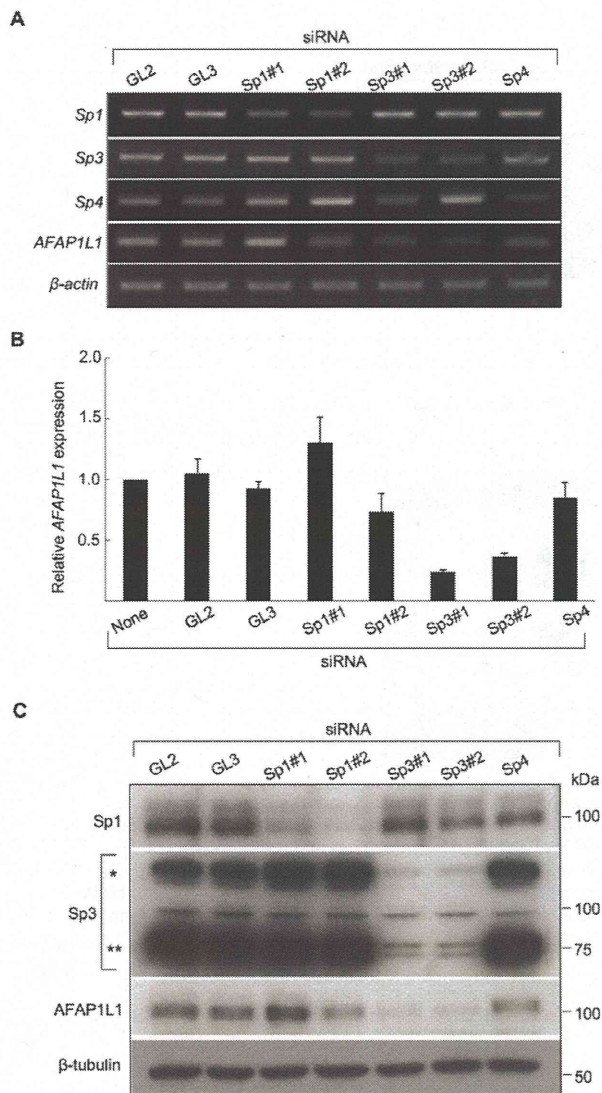 A
siRNA
GL2 GL3 Sp1#1 Sp1#2 Sp3#1 Sp3#2 Sp4
Sp1
Sp3
Sp4
AFAP1L1
β-actin
B
Relative AFAP1L1 expression
2.0
1.5
1.0
0.5
None GL2 GL3 Sp1#1 Sp1#2 Sp3#1 Sp3#2 Sp4
siRNA
C
siRNA
GL2 GL3 Sp1#1 Sp1#2 Sp3#1 Sp3#2 Sp4
kDa
Sp1
100
*
Sp3
100
**
75
AFAP1L1
100
β-tubulin
50